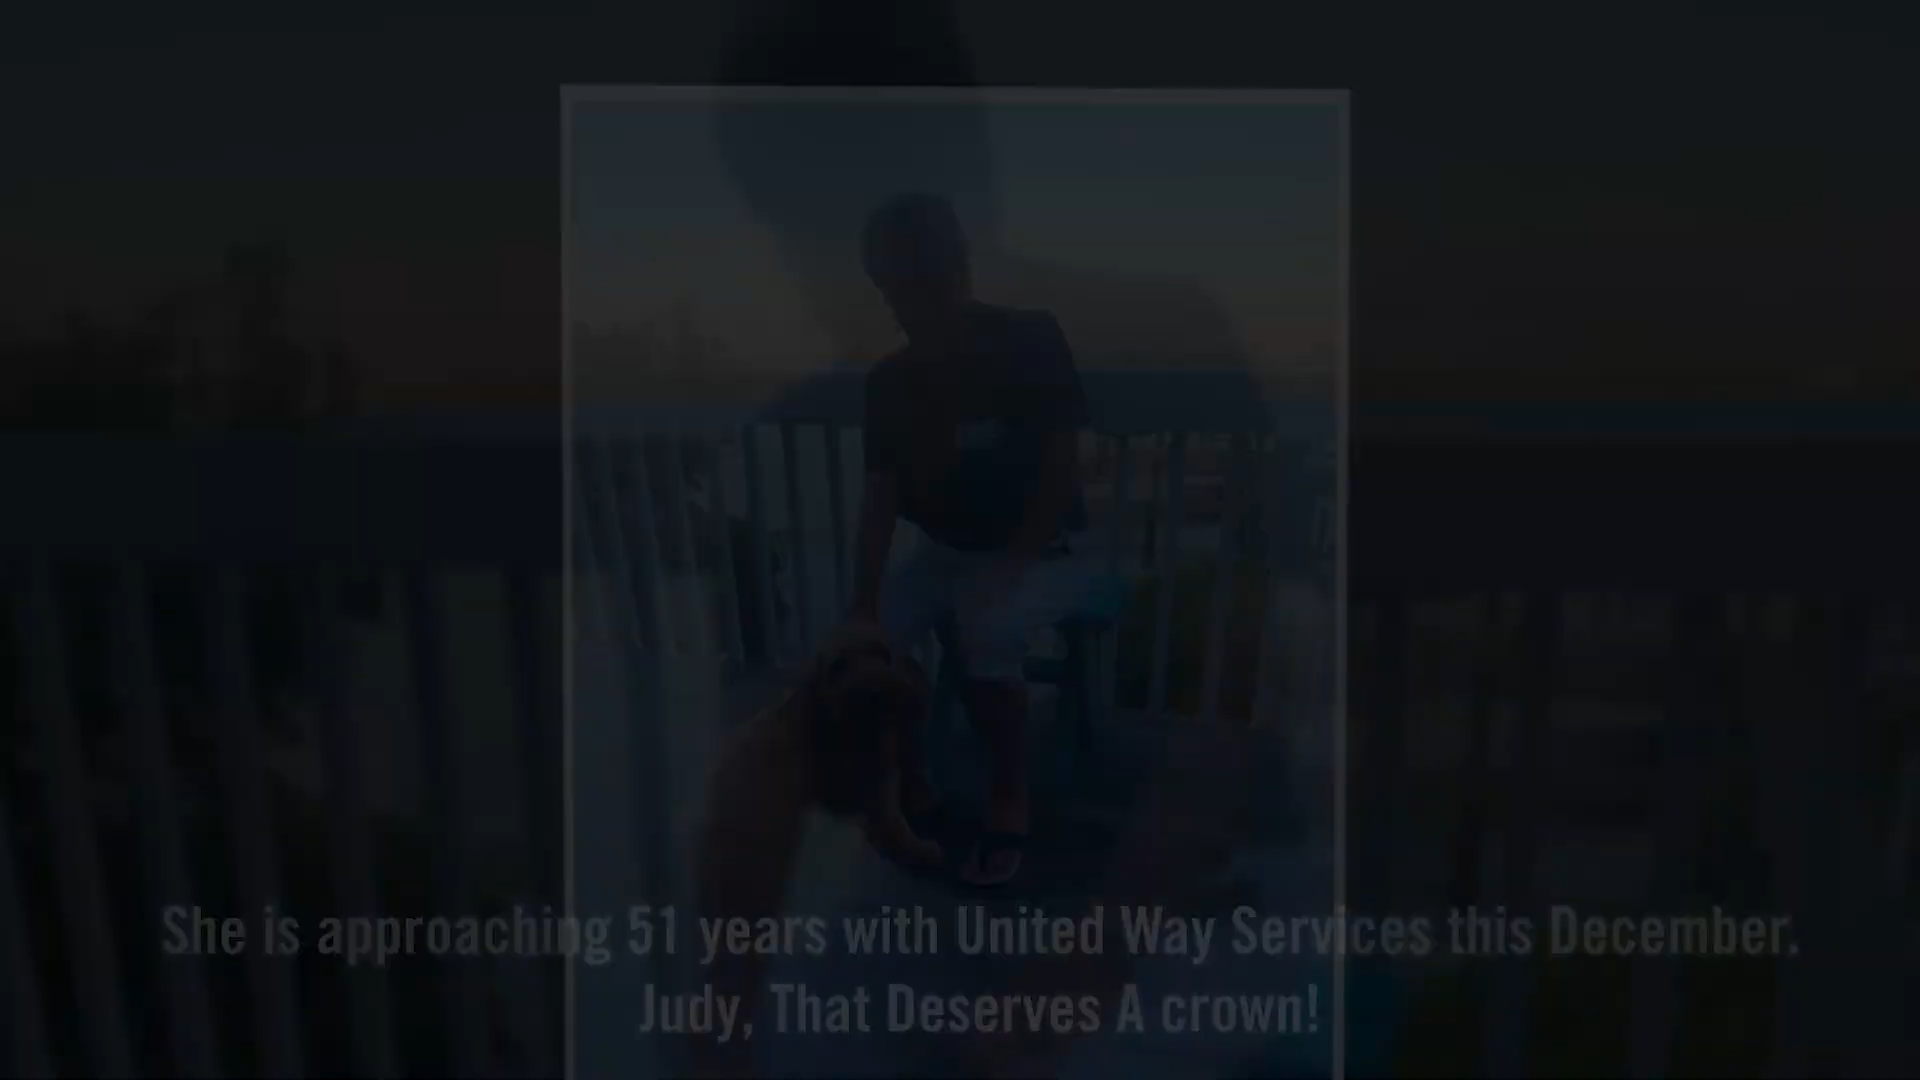 She is approaching 51 years with United Way Services this December.
Judy, That Deserves A crown!